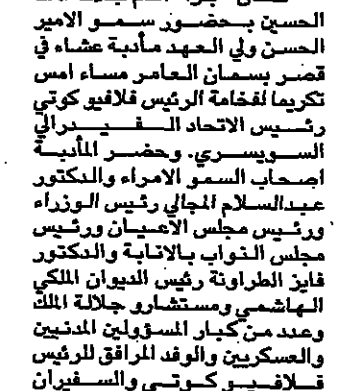 الحسين بحضور سمو الامير
الحسن ولي العهد مأدبة عشاء في
قصر بسمان العامر مساء امس
تكريما لفخامة الرئيس فلافيو كوتي
رئيس الاتحاد الفيدرالي
السويسري. وحضر المأدبة
اصحاب السمو الامراء والدكتور
عبدالسلام المجالي رئيس الوزراء
ورئيس مجلس الاعيان ورئيس
مجلس النواب بالانابة والدكتور
فايز الطراونة رئيس الديوان الملكي
الهاشمي ومستشارو جلالة الملك
وعدد من كبار المسؤولين المدنيين
والعسكريين والوفد المرافق للرئيس
فلافيو كوتي والسفيران